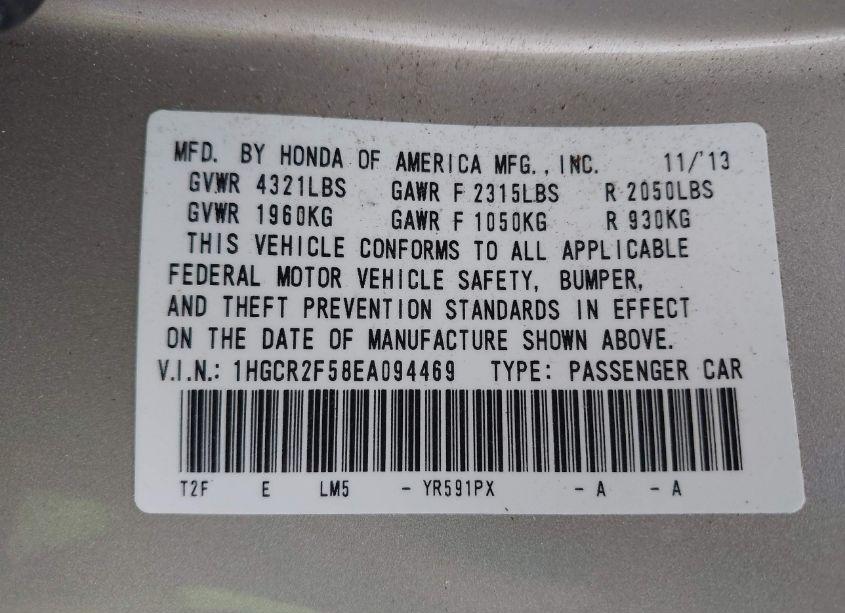 MFD. BY HONDA OF AMERICA MFG., INC. 11/'13
GVWR 4321LBS GAWR F 2315LBS R 2050LBS
GVWR 1960KG GAWR F 1050KG R 930KG
THIS VEHICLE CONFORMS TO ALL APPLICABLE
FEDERAL MOTOR VEHICLE SAFETY, BUMPER,
AND THEFT PREVENTION STANDARDS IN EFFECT
ON THE DATE OF MANUFACTURE SHOWN ABOVE.
V.I.N.: 1HGCR2F58EA094469 TYPE: PASSENGER CAR
T2F E LM5 - YR591PX - A - A